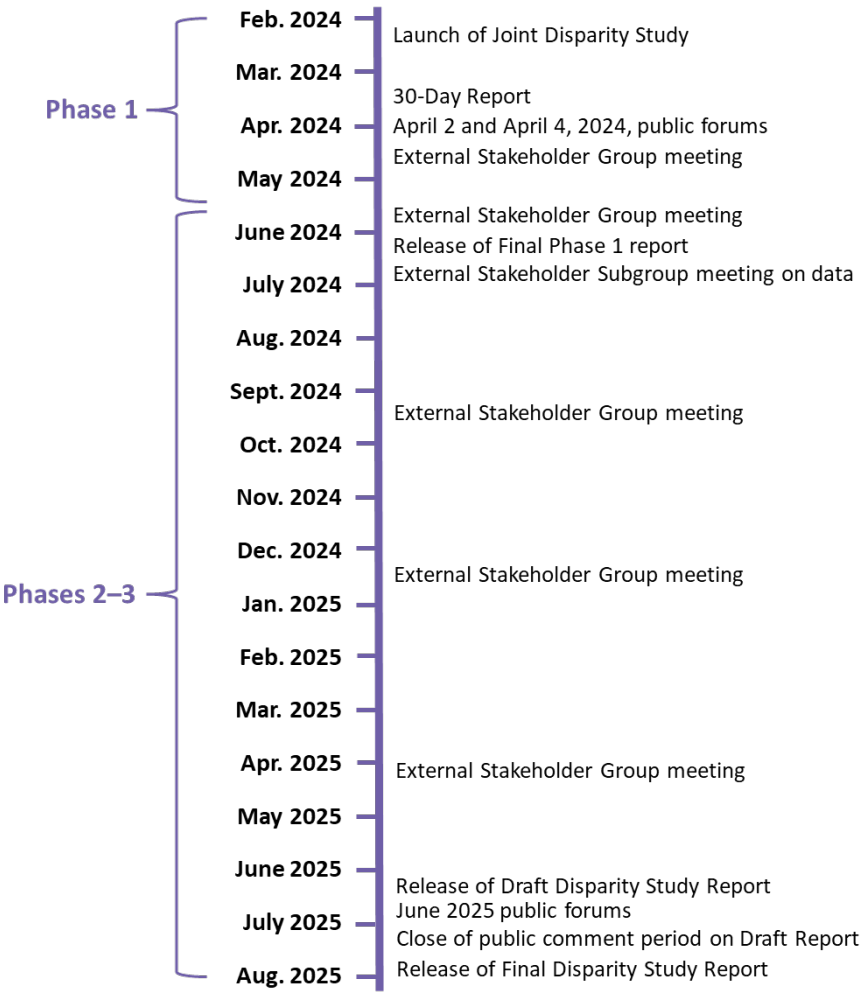 Feb. 2024
Launch of Joint Disparity Study
Mar. 2024
30-Day Report
Phase 1
Apr. 2024
April 2 and April 4, 2024, public forums
External Stakeholder Group meeting
May 2024
External Stakeholder Group meeting
June 2024
Release of Final Phase 1 report
External Stakeholder Subgroup meeting on data
July 2024
Aug. 2024
Sept. 2024
External Stakeholder Group meeting
Oct. 2024
Nov. 2024
Dec. 2024
External Stakeholder Group meeting
Phases 2–3
Jan. 2025
Feb. 2025
Mar. 2025
Apr. 2025
External Stakeholder Group meeting
May 2025
June 2025
Release of Draft Disparity Study Report
June 2025 public forums
July 2025
Close of public comment period on Draft Report
Release of Final Disparity Study Report
Aug. 2025